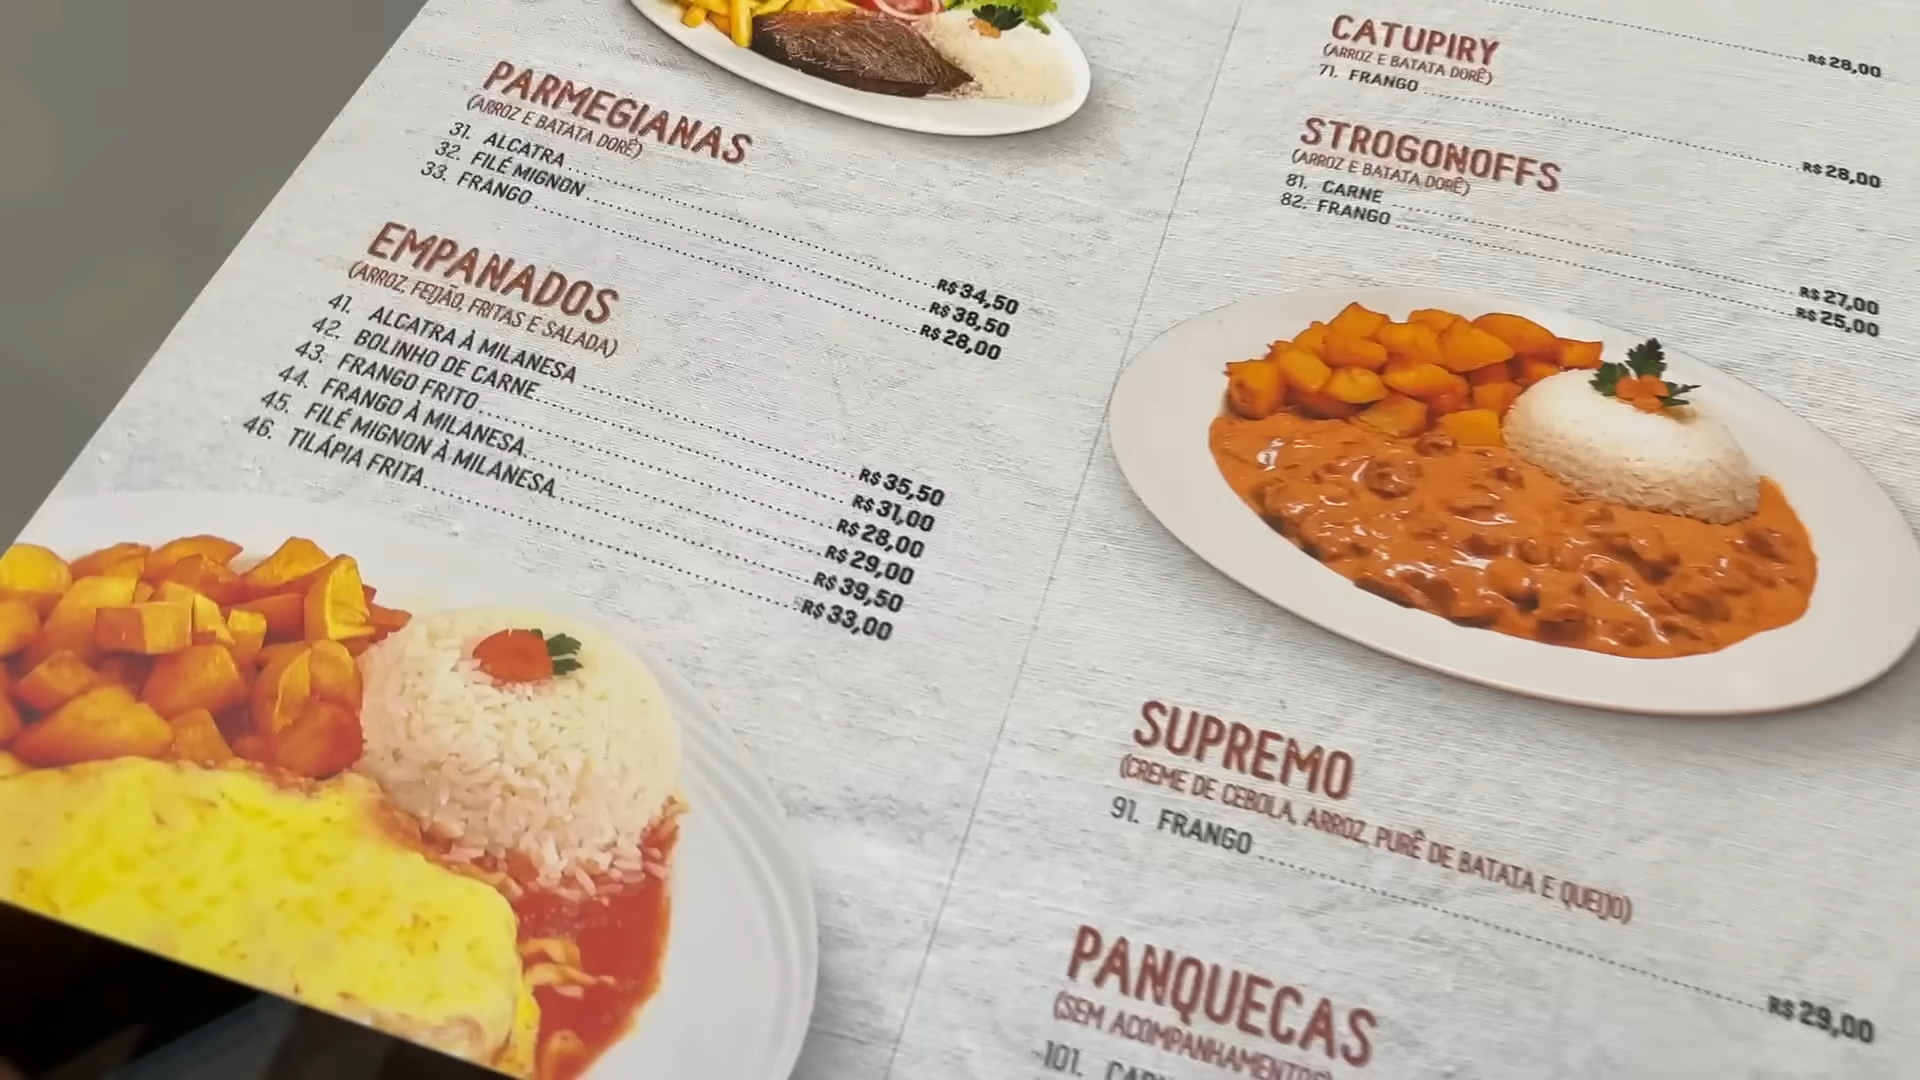 PARMEGIANAS
(ARROZ E BATATA DORÊ)
31. ALCATRA R$ 34,50
32. FILÉ MIGNON R$ 38,50
33. FRANGO R$ 28,00
EMPANADOS
(ARROZ, FEIJÃO, FRITAS E SALADA)
41. ALCATRA À MILANESA R$ 35,50
42. BOLINHO DE CARNE R$ 31,00
43. FRANGO FRITO R$ 28,00
44. FRANGO À MILANESA R$ 29,00
45. FILÉ MIGNON À MILANESA R$ 39,50
46. TILÁPIA FRITA R$ 33,00
R$ 28,00
CATUPIRY
(ARROZ E BATATA DORÊ)
71. FRANGO R$ 28,00
STROGONOFFS
(ARROZ E BATATA DORÊ)
81. CARNE R$ 27,00
82. FRANGO R$ 25,00
SUPREMO
(CREME DE CEBOLA, ARROZ, PURÊ DE BATATA E QUEIJO)
91. FRANGO R$ 29,00
PANQUECAS
(SEM ACOMPANHAMENTOS)
101.